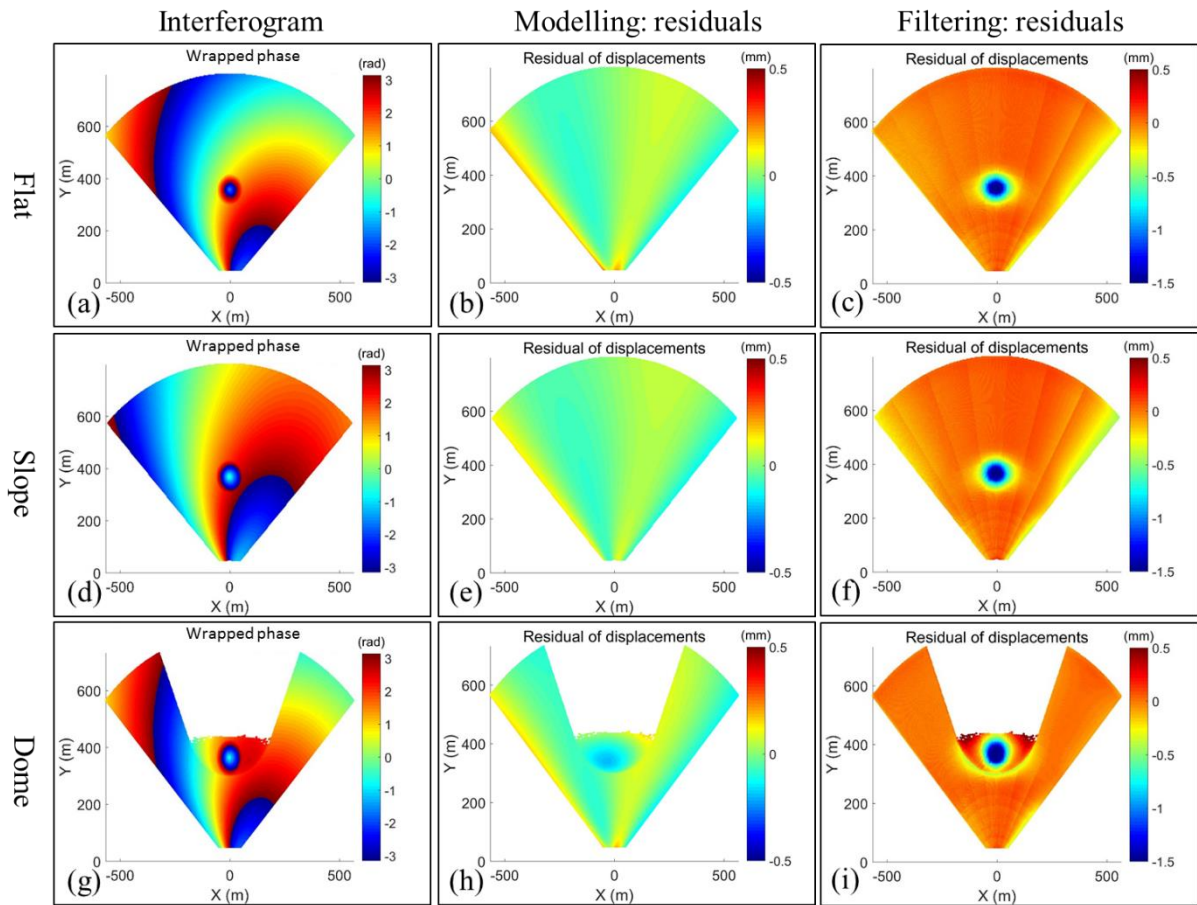 Interferogram
Modelling: residuals
Filtering: residuals
Flat
Wrapped phase
(rad)
3
2
1
0
-1
-2
-3
600
400
200
0
Y (m)
-500 0 500
X (m)
(a)
Residual of displacements
(mm)
0.5
0
-0.5
600
400
200
0
Y (m)
-500 0 500
X (m)
(b)
Residual of displacements
(mm)
0.5
0
-0.5
-1
-1.5
600
400
200
0
Y (m)
-500 0 500
X (m)
(c)
Slope
Wrapped phase
(rad)
3
2
1
0
-1
-2
-3
600
400
200
0
Y (m)
-500 0 500
X (m)
(d)
Residual of displacements
(mm)
0.5
0
-0.5
600
400
200
0
Y (m)
-500 0 500
X (m)
(e)
Residual of displacements
(mm)
0.5
0
-0.5
-1
-1.5
600
400
200
0
Y (m)
-500 0 500
X (m)
(f)
Dome
Wrapped phase
(rad)
3
2
1
0
-1
-2
-3
600
400
200
0
Y (m)
-500 0 500
X (m)
(g)
Residual of displacements
(mm)
0.5
0
-0.5
600
400
200
0
Y (m)
-500 0 500
X (m)
(h)
Residual of displacements
(mm)
0.5
0
-0.5
-1
-1.5
600
400
200
0
Y (m)
-500 0 500
X (m)
(i)